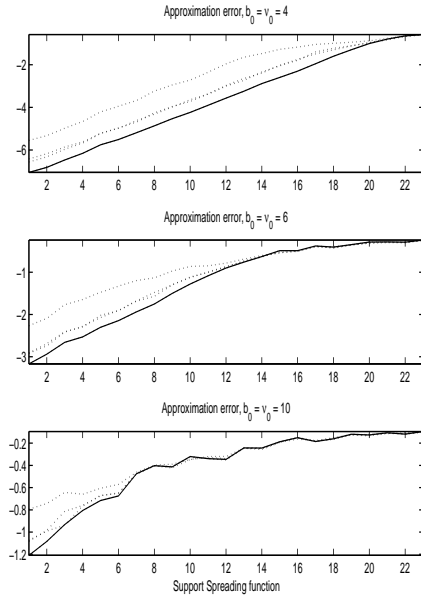 Approximation error, b₀ = ν₀ = 4
−2
−4
−6
2 4 6 8 10 12 14 16 18 20 22
Approximation error, b₀ = ν₀ = 6
−1
−2
−3
2 4 6 8 10 12 14 16 18 20 22
Approximation error, b₀ = ν₀ = 10
−0.2
−0.4
−0.6
−0.8
−1
−1.2
2 4 6 8 10 12 14 16 18 20 22
Support Spreading function